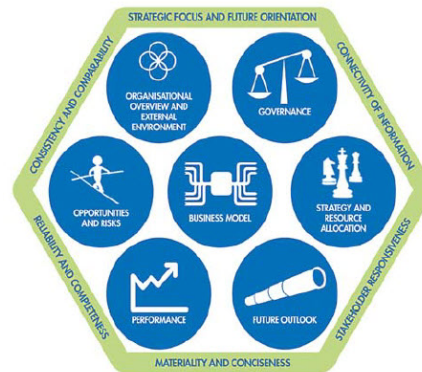 STRATEGIC FOCUS AND FUTURE ORIENTATION
CONSISTENCY AND COMPARABILITY
CONNECTIVITY OF INFORMATION
ORGANISATIONAL
OVERVIEW AND
EXTERNAL
ENVIRONMENT
GOVERNANCE
OPPORTUNITIES
AND RISKS
BUSINESS MODEL
STRATEGY AND
RESOURCE
ALLOCATION
PERFORMANCE
FUTURE OUTLOOK
RELIABILITY AND COMPLETENESS
STAKEHOLDER RESPONSIVENESS
MATERIALITY AND CONCISENESS